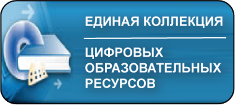 ЕДИНАЯ КОЛЛЕКЦИЯ
ЦИФРОВЫХ
ОБРАЗОВАТЕЛЬНЫХ
РЕСУРСОВ